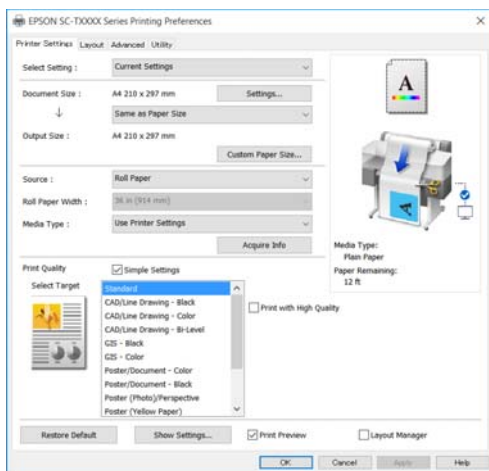 EPSON SC-TXXXX Series Printing Preferences
Printer Settings Layout Advanced Utility
Select Setting : Current Settings
Document Size : A4 210 x 297 mm Settings...
Same as Paper Size
Output Size : A4 210 x 297 mm
Custom Paper Size...
Source : Roll Paper
Roll Paper Width : 36 in (914 mm)
Media Type : Use Printer Settings
Acquire Info
A
Media Type:
Plain Paper
Paper Remaining:
12 ft
Print Quality Simple Settings
Select Target
Standard
CAD/Line Drawing - Black
CAD/Line Drawing - Color
CAD/Line Drawing - Bi-Level
GIS - Black
GIS - Color
Poster/Document - Color
Poster/Document - Black
Poster (Photo)/Perspective
Poster (Yellow Paper)
Print with High Quality
Restore Default Show Settings... Print Preview Layout Manager
OK Cancel Apply Help